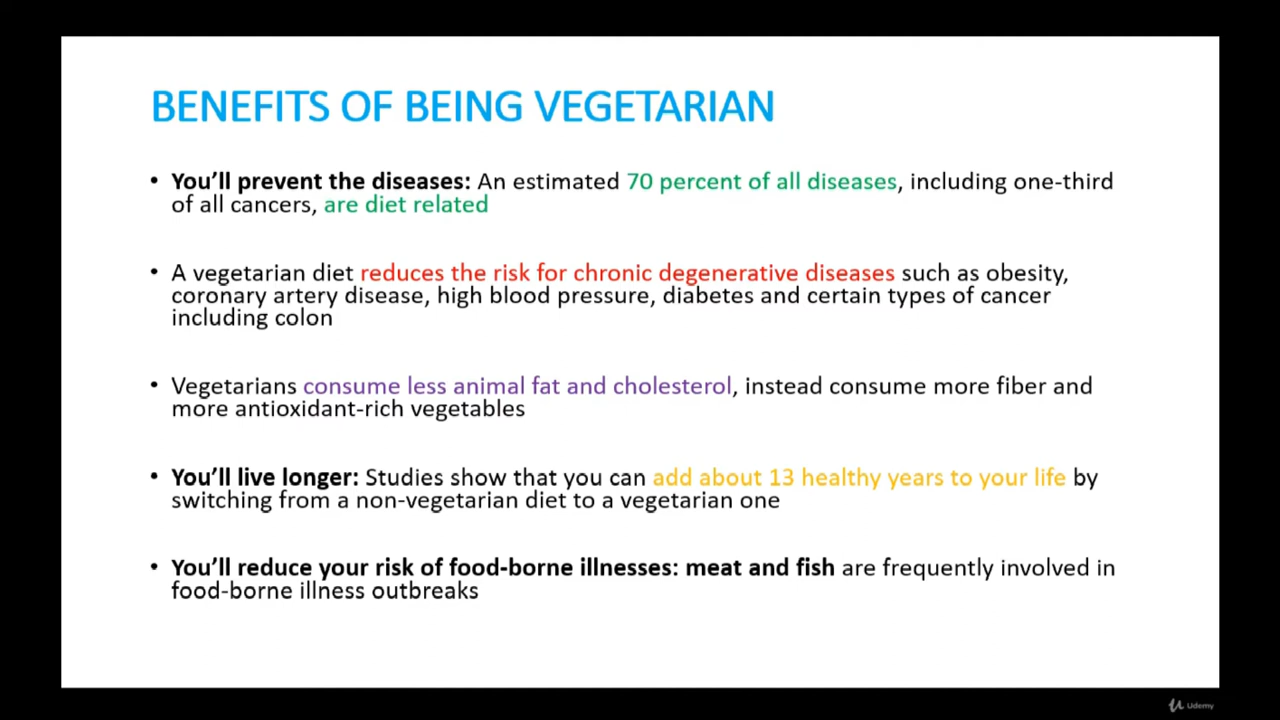 BENEFITS OF BEING VEGETARIAN
• You'll prevent the diseases: An estimated 70 percent of all diseases, including one-third
of all cancers, are diet related
• A vegetarian diet reduces the risk for chronic degenerative diseases such as obesity,
coronary artery disease, high blood pressure, diabetes and certain types of cancer
including colon
• Vegetarians consume less animal fat and cholesterol, instead consume more fiber and
more antioxidant-rich vegetables
• You'll live longer: Studies show that you can add about 13 healthy years to your life by
switching from a non-vegetarian diet to a vegetarian one
• You'll reduce your risk of food-borne illnesses: meat and fish are frequently involved in
food-borne illness outbreaks
Udemy